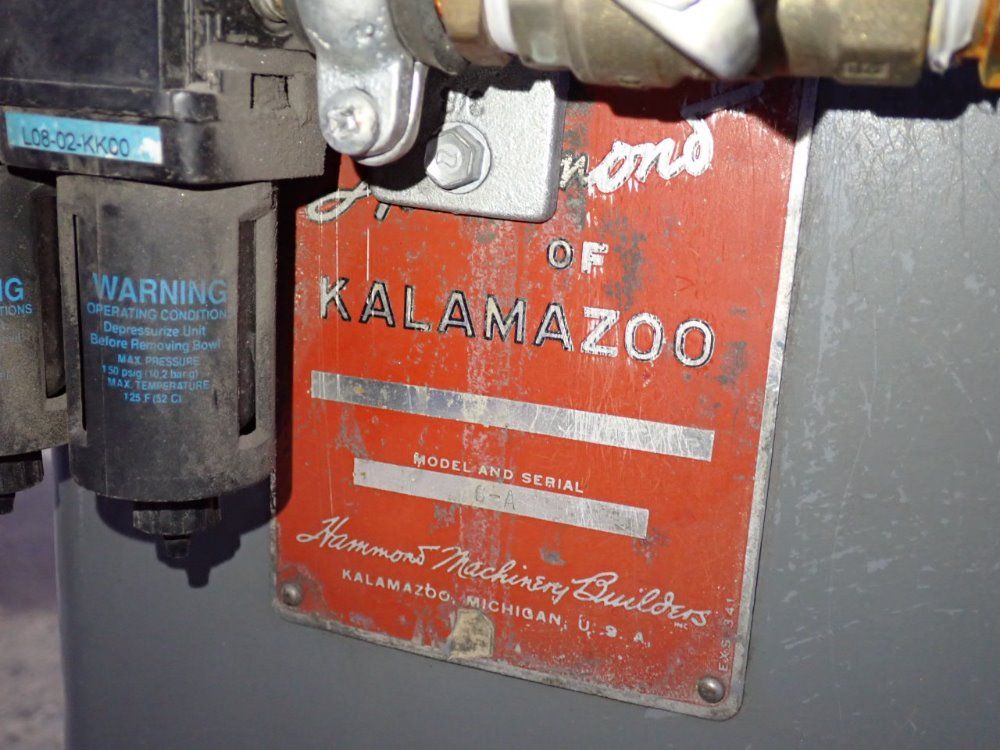 L08-02-KK00
WARNING
OPERATING CONDITION
Depressurize Unit
Before Removing Bowl
MAX. PRESSURE
150 psig (10,2 bar g)
MAX. TEMPERATURE
125 F (52 C)
OF
KALAMAZOO
MODEL AND SERIAL
6-A
Hammond Machinery Builders
INC.
KALAMAZOO, MICHIGAN, U. S. A.